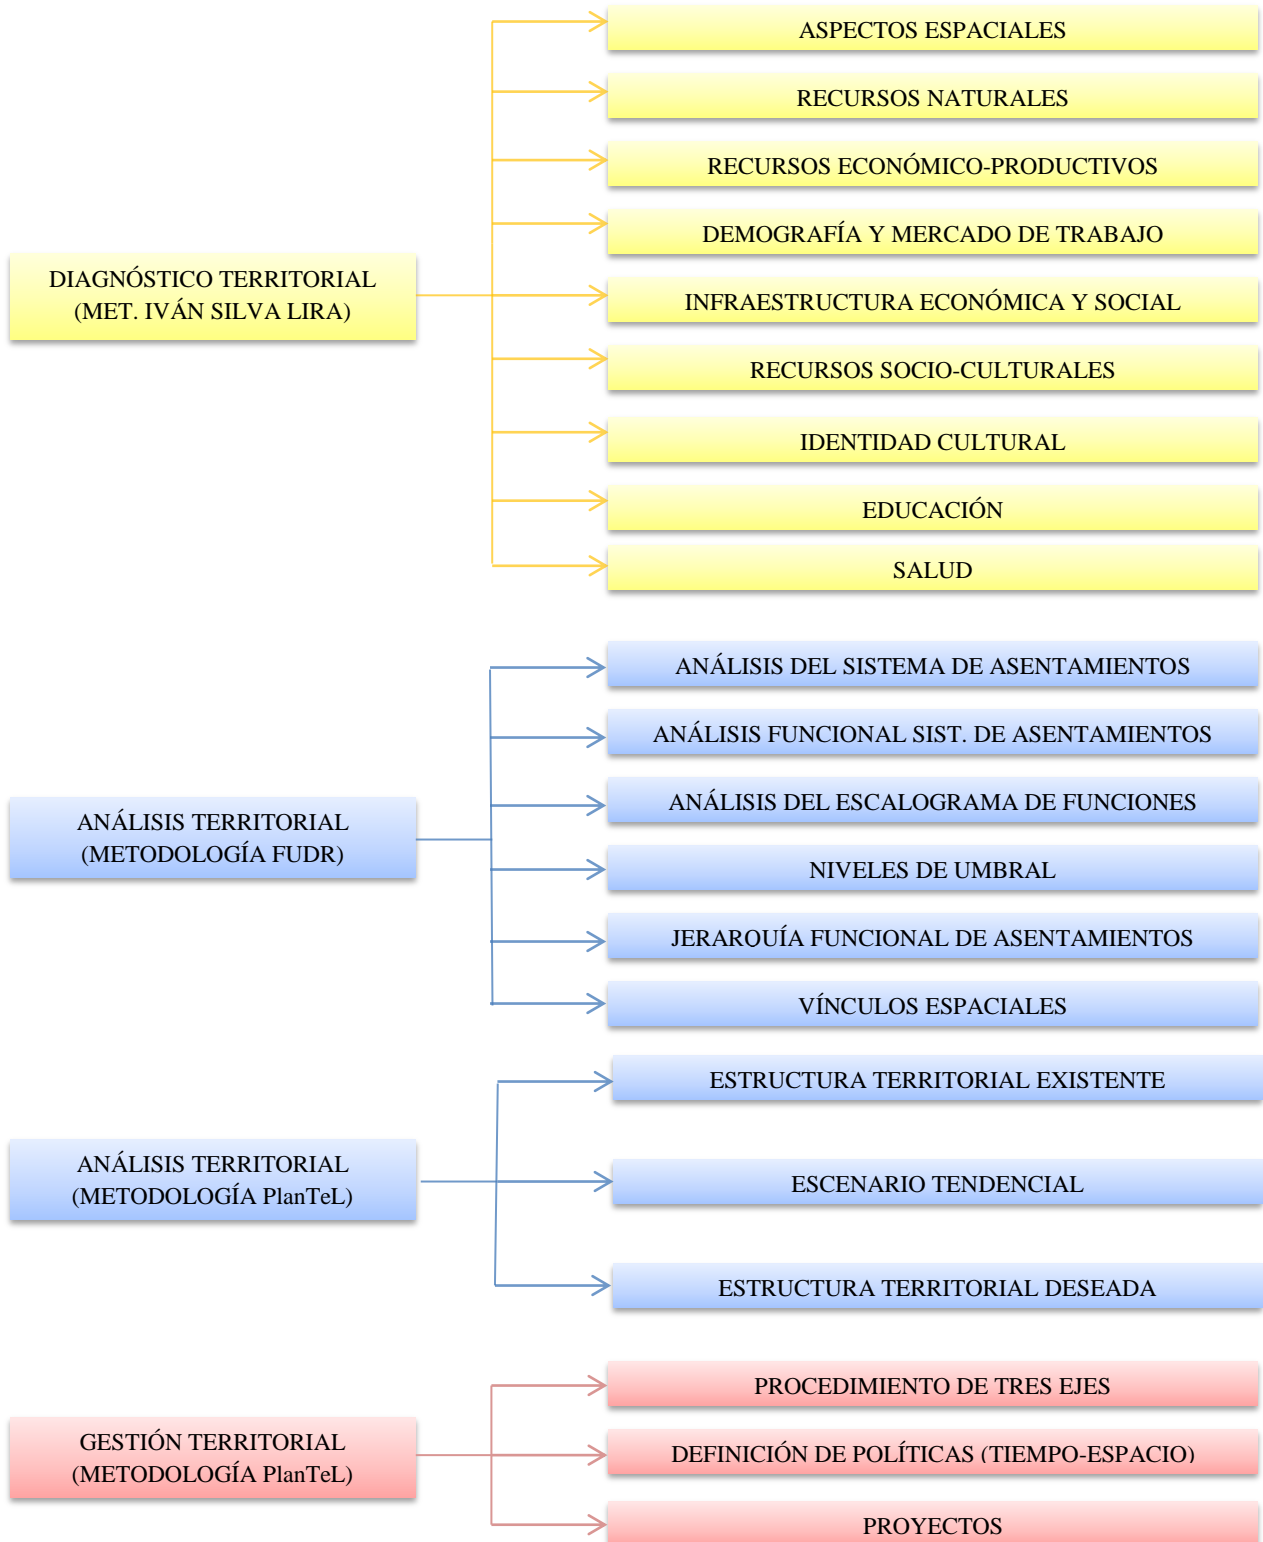 DIAGNÓSTICO TERRITORIAL
(MET. IVÁN SILVA LIRA)
ASPECTOS ESPACIALES
RECURSOS NATURALES
RECURSOS ECONÓMICO-PRODUCTIVOS
DEMOGRAFÍA Y MERCADO DE TRABAJO
INFRAESTRUCTURA ECONÓMICA Y SOCIAL
RECURSOS SOCIO-CULTURALES
IDENTIDAD CULTURAL
EDUCACIÓN
SALUD
ANÁLISIS TERRITORIAL
(METODOLOGÍA FUDR)
ANÁLISIS DEL SISTEMA DE ASENTAMIENTOS
ANÁLISIS FUNCIONAL SIST. DE ASENTAMIENTOS
ANÁLISIS DEL ESCALOGRAMA DE FUNCIONES
NIVELES DE UMBRAL
JERARQUÍA FUNCIONAL DE ASENTAMIENTOS
VÍNCULOS ESPACIALES
ANÁLISIS TERRITORIAL
(METODOLOGÍA PlanTeL)
ESTRUCTURA TERRITORIAL EXISTENTE
ESCENARIO TENDENCIAL
ESTRUCTURA TERRITORIAL DESEADA
GESTIÓN TERRITORIAL
(METODOLOGÍA PlanTeL)
PROCEDIMIENTO DE TRES EJES
DEFINICIÓN DE POLÍTICAS (TIEMPO-ESPACIO)
PROYECTOS